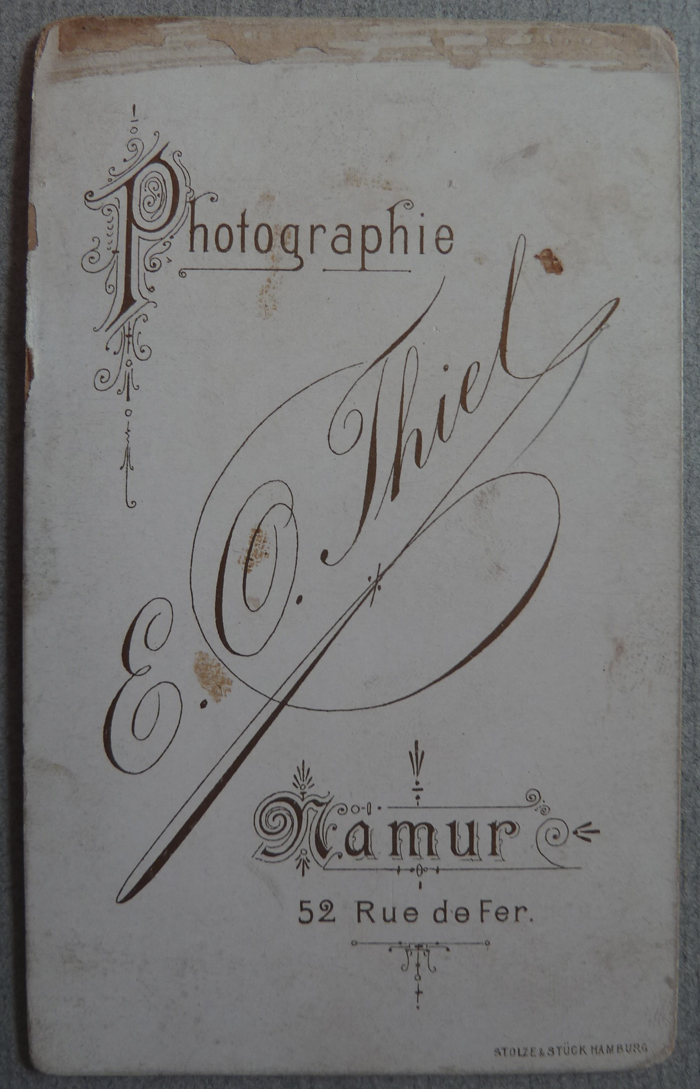 Photographie
E. O. Thiel
Namur
52 Rue de Fer.
STOLZE & STÜCK HAMBURG